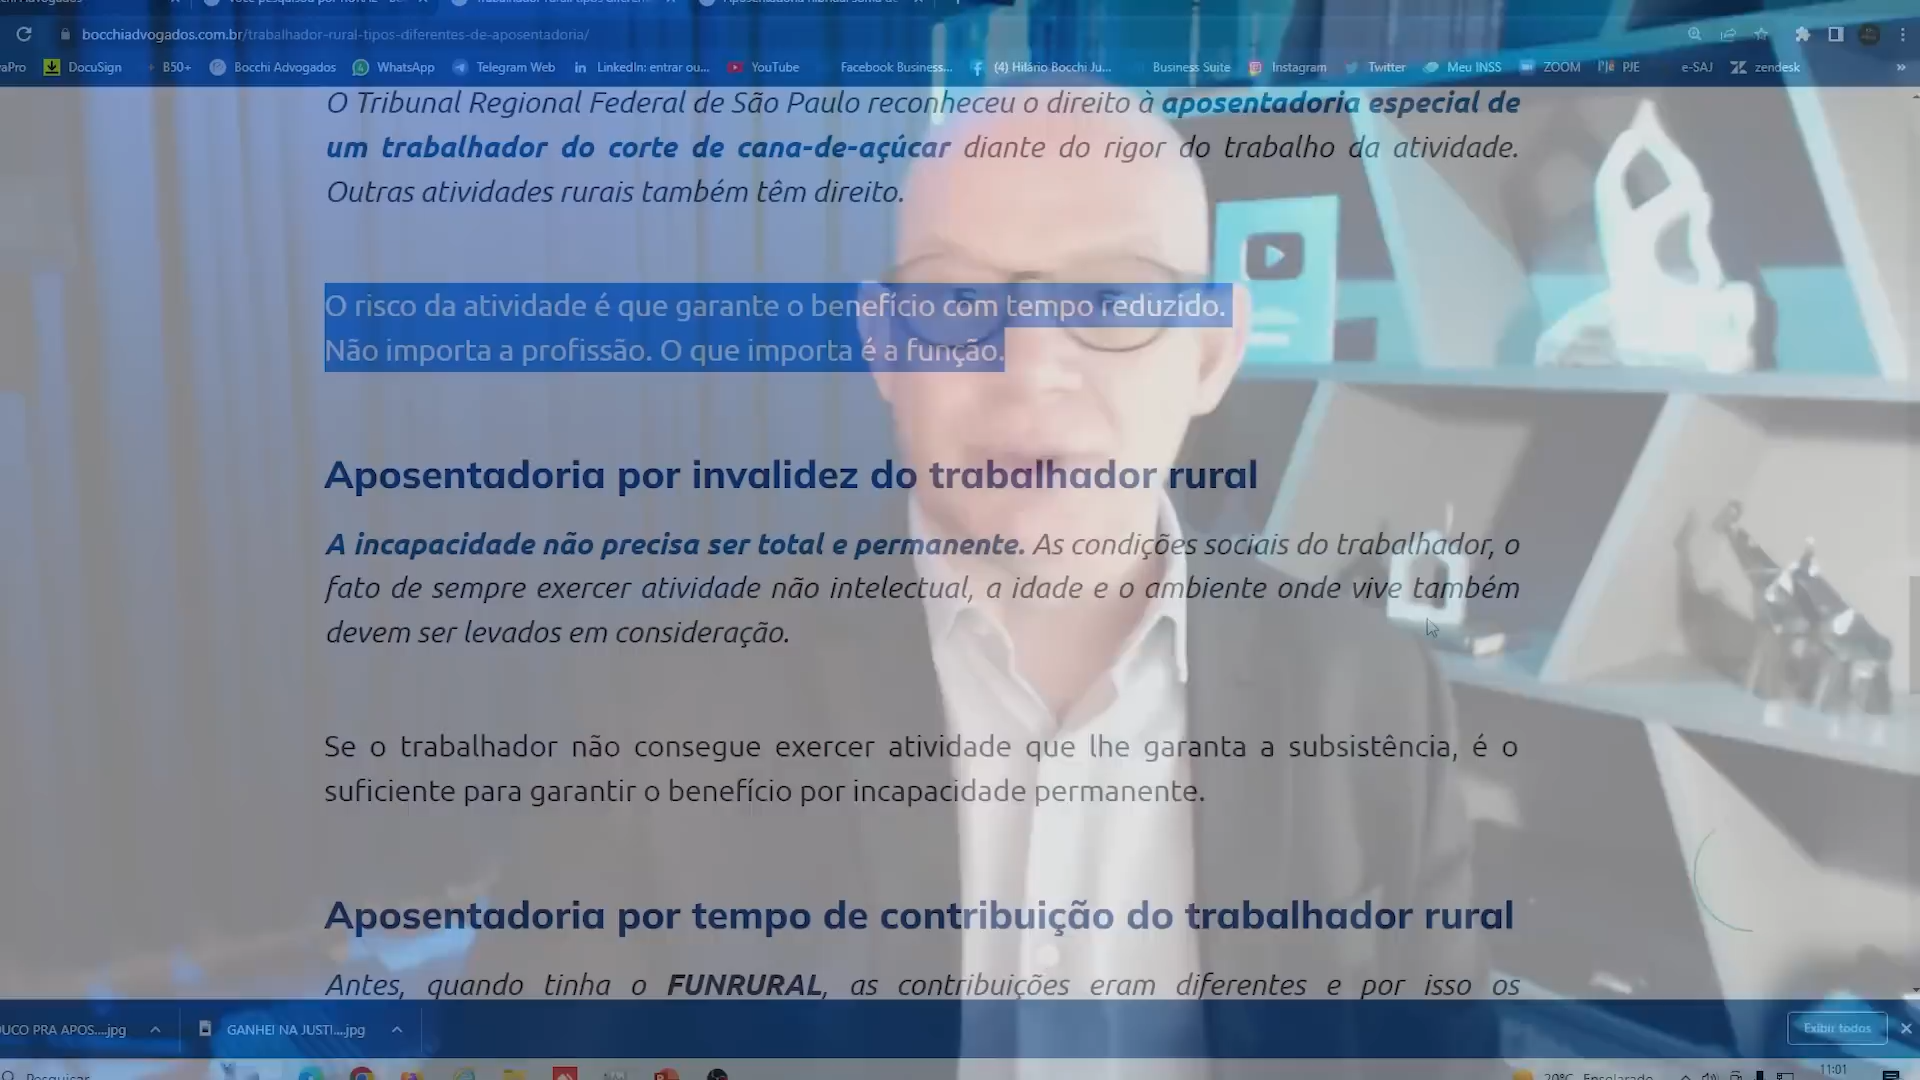 bocchiadvogados.com.br/trabalhador-rural-tipos-diferentes-de-aposentadoria/
DocuSign B50+ Bocchi Advogados WhatsApp Telegram Web LinkedIn: entrar ou... YouTube Facebook Business... (4) Hilário Bocchi Ju... Business Suite Instagram Twitter Meu INSS ZOOM PJE e-SAJ zendesk »
O Tribunal Regional Federal de São Paulo reconheceu o direito à aposentadoria especial de
um trabalhador do corte de cana-de-açúcar diante do rigor do trabalho da atividade.
Outras atividades rurais também têm direito.
O risco da atividade é que garante o benefício com tempo reduzido.
Não importa a profissão. O que importa é a função.
Aposentadoria por invalidez do trabalhador rural
A incapacidade não precisa ser total e permanente. As condições sociais do trabalhador, o
fato de sempre exercer atividade não intelectual, a idade e o ambiente onde vive também
devem ser levados em consideração.
Se o trabalhador não consegue exercer atividade que lhe garanta a subsistência, é o
suficiente para garantir o benefício por incapacidade permanente.
Aposentadoria por tempo de contribuição do trabalhador rural
Antes, quando tinha o FUNRURAL, as contribuições eram diferentes e por isso os
UCO PRA APOS....jpg GANHEI NA JUSTI....jpg Exibir todos
Pesquisar 20°C Ensolarado 11:01